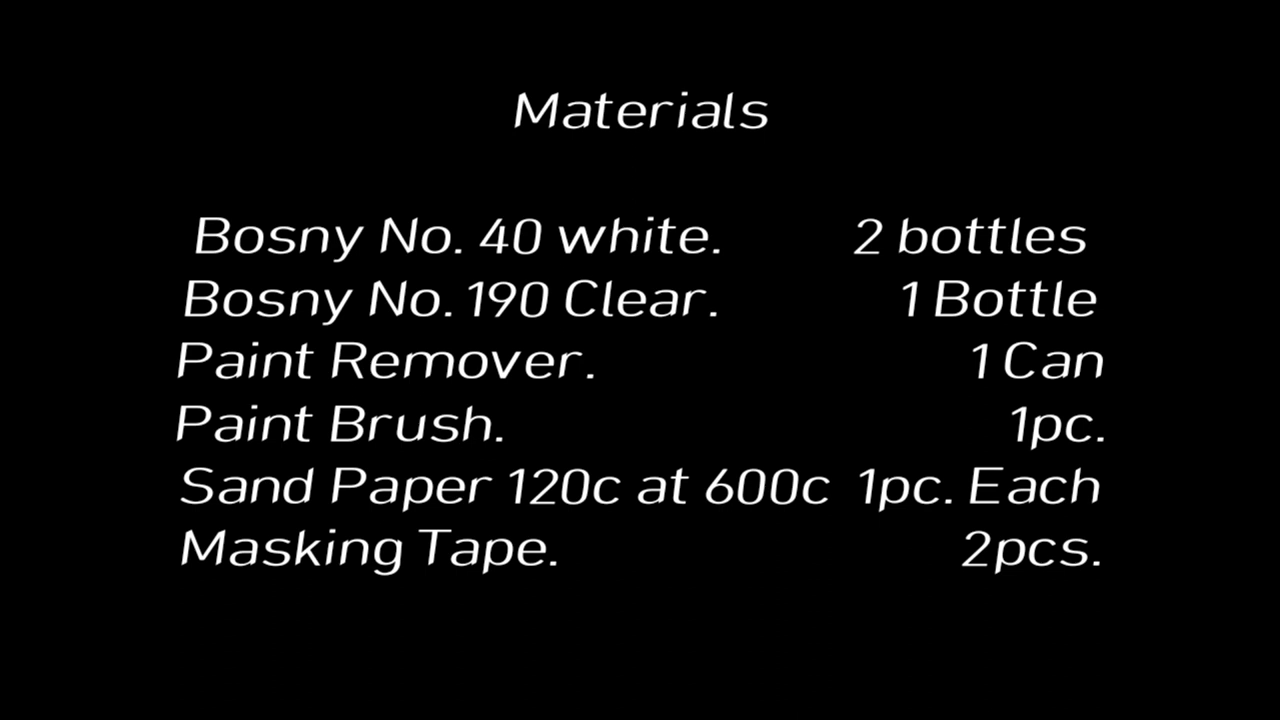 Materials
Bosny No. 40 white. 2 bottles
Bosny No. 190 Clear. 1 Bottle
Paint Remover. 1 Can
Paint Brush. 1pc.
Sand Paper 120c at 600c 1pc. Each
Masking Tape. 2pcs.